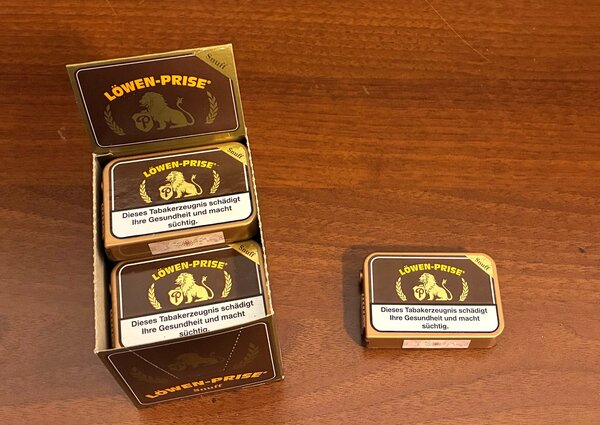 Snuff
LÖWEN-PRISE®
P
Snuff
LÖWEN-PRISE®
P
Dieses Tabakerzeugnis schädigt
Ihre Gesundheit und macht
süchtig.
Snuff
LÖWEN-PRISE®
P
Dieses Tabakerzeugnis schädigt
Ihre Gesundheit und macht
süchtig.
LÖWEN-PRISE®
Snuff
Snuff
LÖWEN-PRISE®
P
Dieses Tabakerzeugnis schädigt
Ihre Gesundheit und macht
süchtig.